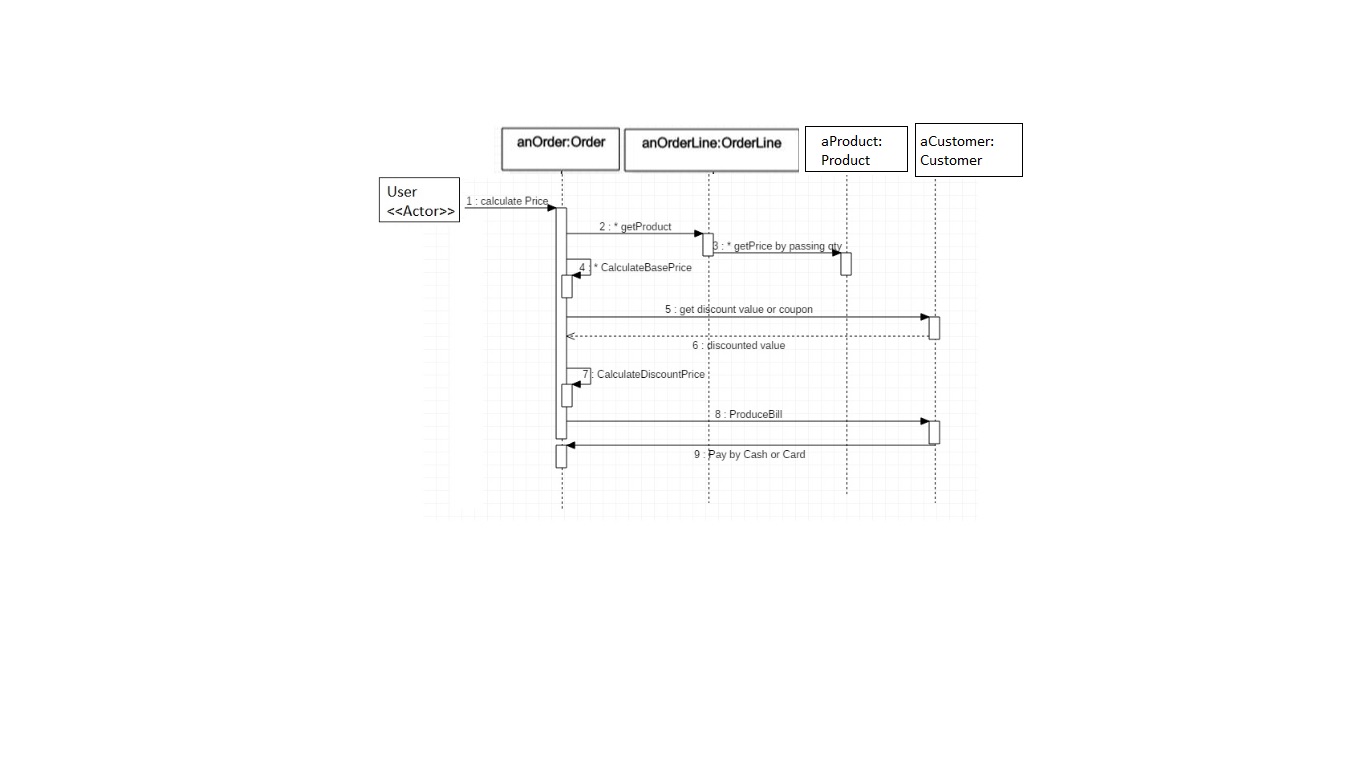 anOrder:Order
anOrderLine:OrderLine
aProduct:
Product
aCustomer:
Customer
User
<<Actor>>
1 : calculate Price
2 : * getProduct
3 : * getPrice by passing qty
4 : * CalculateBasePrice
5 : get discount value or coupon
6 : discounted value
7 : CalculateDiscountPrice
8 : ProduceBill
9 : Pay by Cash or Card